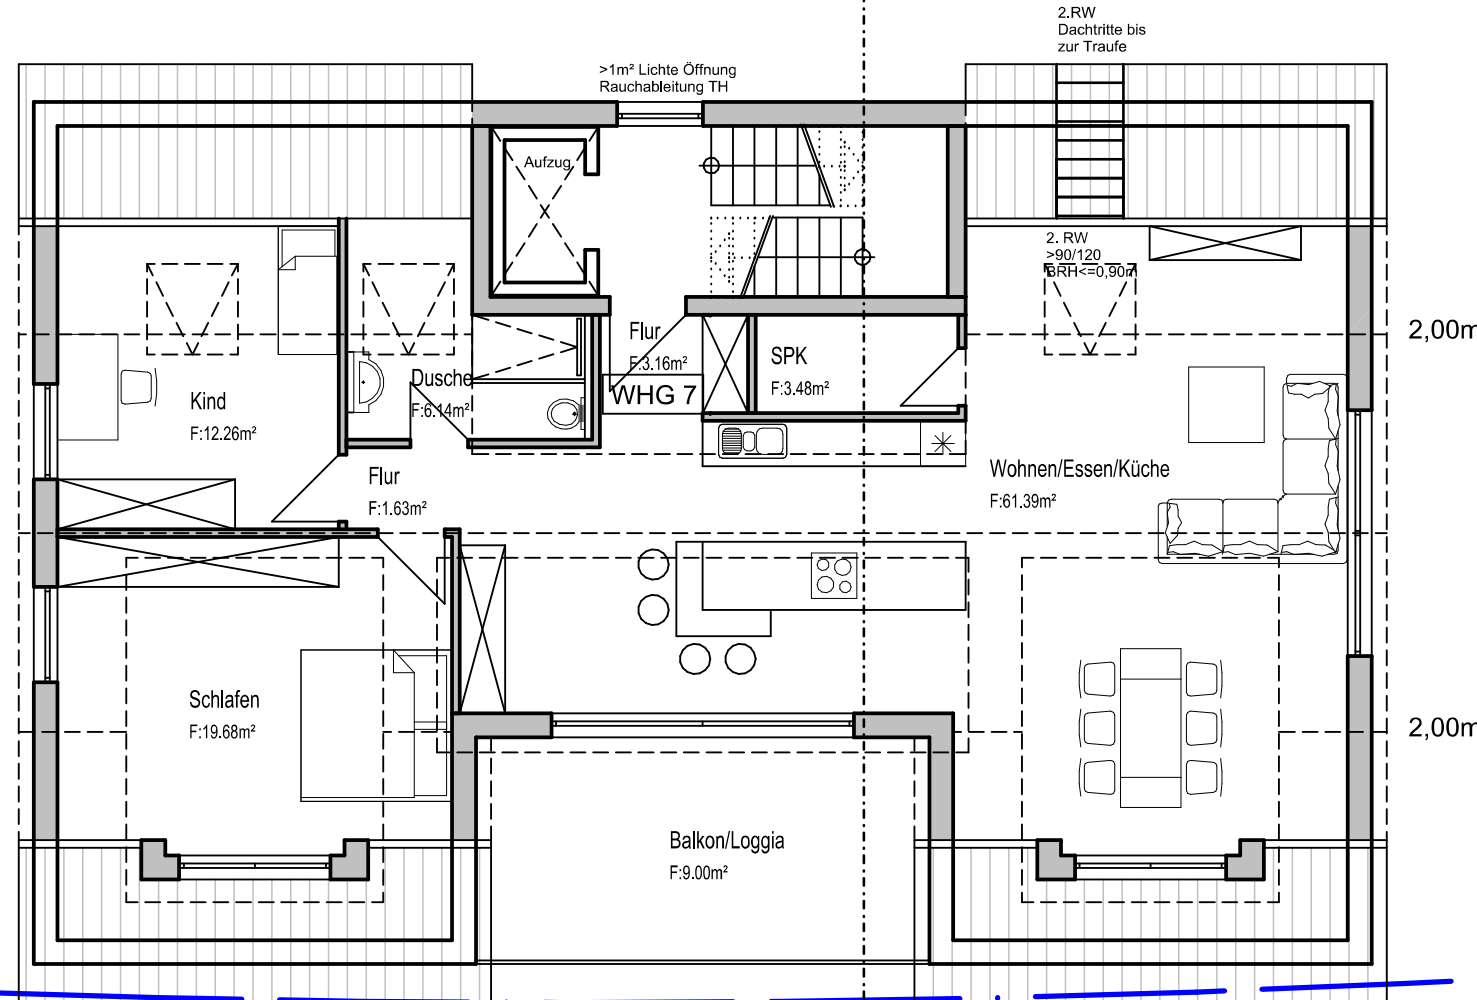 2.RW
Dachtritte bis
zur Traufe
>1m² Lichte Öffnung
Rauchableitung TH
Aufzug
2. RW
>90/120
BRH<=0,90m
2,00m
Flur
F:3.16m²
SPK
F:3.48m²
WHG 7
Dusche
F:6.14m²
Kind
F:12.26m²
Flur
F:1.63m²
Wohnen/Essen/Küche
F:61.39m²
Schlafen
F:19.68m²
2,00m
Balkon/Loggia
F:9.00m²